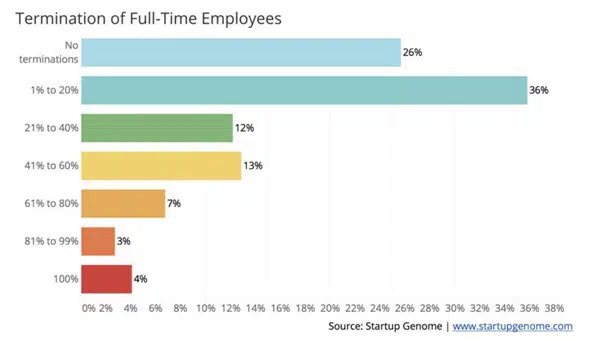 Termination of Full-Time Employees
No
terminations
26%
1% to 20%
36%
21% to 40%
12%
41% to 60%
13%
61% to 80%
7%
81% to 99%
3%
100%
4%
0% 2% 4% 6% 8% 10% 12% 14% 16% 18% 20% 22% 24% 26% 28% 30% 32% 34% 36% 38%
Source: Startup Genome | www.startupgenome.com